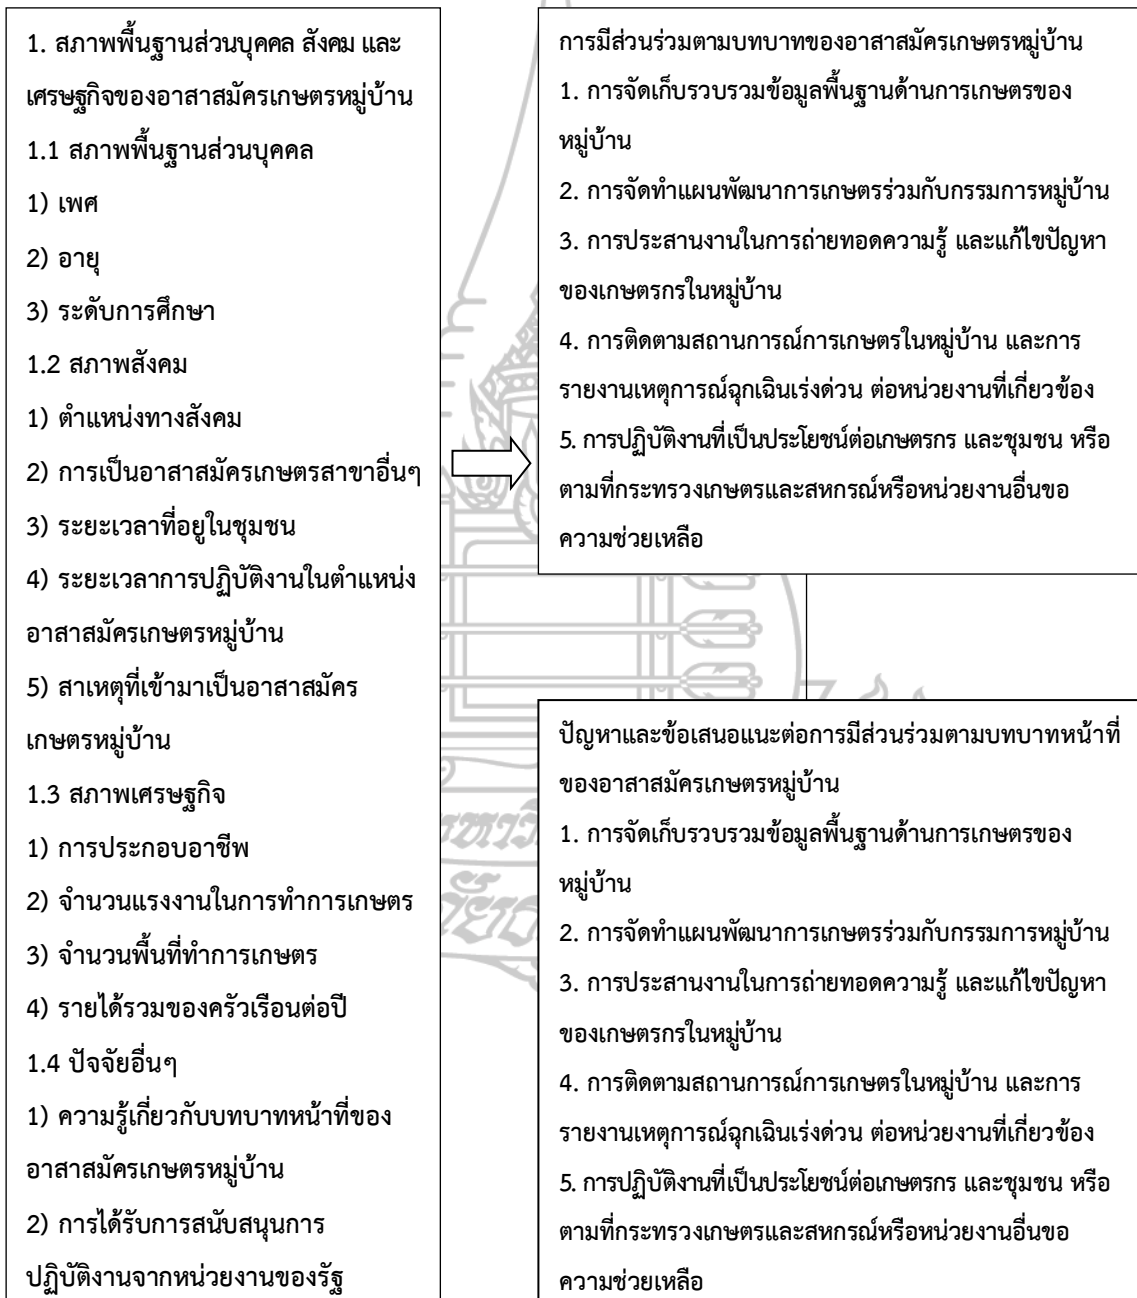 1. สภาพพื้นฐานส่วนบุคคล สังคม และ
เศรษฐกิจของอาสาสมัครเกษตรหมู่บ้าน
1.1 สภาพพื้นฐานส่วนบุคคล
1) เพศ
2) อายุ
3) ระดับการศึกษา
1.2 สภาพสังคม
1) ตำแหน่งทางสังคม
2) การเป็นอาสาสมัครเกษตรสาขาอื่นๆ
3) ระยะเวลาที่อยู่ในชุมชน
4) ระยะเวลาการปฏิบัติงานในตำแหน่ง
อาสาสมัครเกษตรหมู่บ้าน
5) สาเหตุที่เข้ามาเป็นอาสาสมัคร
เกษตรหมู่บ้าน
1.3 สภาพเศรษฐกิจ
1) การประกอบอาชีพ
2) จำนวนแรงงานในการทำการเกษตร
3) จำนวนพื้นที่ทำการเกษตร
4) รายได้รวมของครัวเรือนต่อปี
1.4 ปัจจัยอื่นๆ
1) ความรู้เกี่ยวกับบทบาทหน้าที่ของ
อาสาสมัครเกษตรหมู่บ้าน
2) การได้รับการสนับสนุนการ
ปฏิบัติงานจากหน่วยงานของรัฐ
การมีส่วนร่วมตามบทบาทของอาสาสมัครเกษตรหมู่บ้าน
1. การจัดเก็บรวบรวมข้อมูลพื้นฐานด้านการเกษตรของ
หมู่บ้าน
2. การจัดทำแผนพัฒนาการเกษตรร่วมกับกรรมการหมู่บ้าน
3. การประสานงานในการถ่ายทอดความรู้ และแก้ไขปัญหา
ของเกษตรกรในหมู่บ้าน
4. การติดตามสถานการณ์การเกษตรในหมู่บ้าน และการ
รายงานเหตุการณ์ฉุกเฉินเร่งด่วน ต่อหน่วยงานที่เกี่ยวข้อง
5. การปฏิบัติงานที่เป็นประโยชน์ต่อเกษตรกร และชุมชน หรือ
ตามที่กระทรวงเกษตรและสหกรณ์หรือหน่วยงานอื่นขอ
ความช่วยเหลือ
ปัญหาและข้อเสนอแนะต่อการมีส่วนร่วมตามบทบาทหน้าที่
ของอาสาสมัครเกษตรหมู่บ้าน
1. การจัดเก็บรวบรวมข้อมูลพื้นฐานด้านการเกษตรของ
หมู่บ้าน
2. การจัดทำแผนพัฒนาการเกษตรร่วมกับกรรมการหมู่บ้าน
3. การประสานงานในการถ่ายทอดความรู้ และแก้ไขปัญหา
ของเกษตรกรในหมู่บ้าน
4. การติดตามสถานการณ์การเกษตรในหมู่บ้าน และการ
รายงานเหตุการณ์ฉุกเฉินเร่งด่วน ต่อหน่วยงานที่เกี่ยวข้อง
5. การปฏิบัติงานที่เป็นประโยชน์ต่อเกษตรกร และชุมชน หรือ
ตามที่กระทรวงเกษตรและสหกรณ์หรือหน่วยงานอื่นขอ
ความช่วยเหลือ